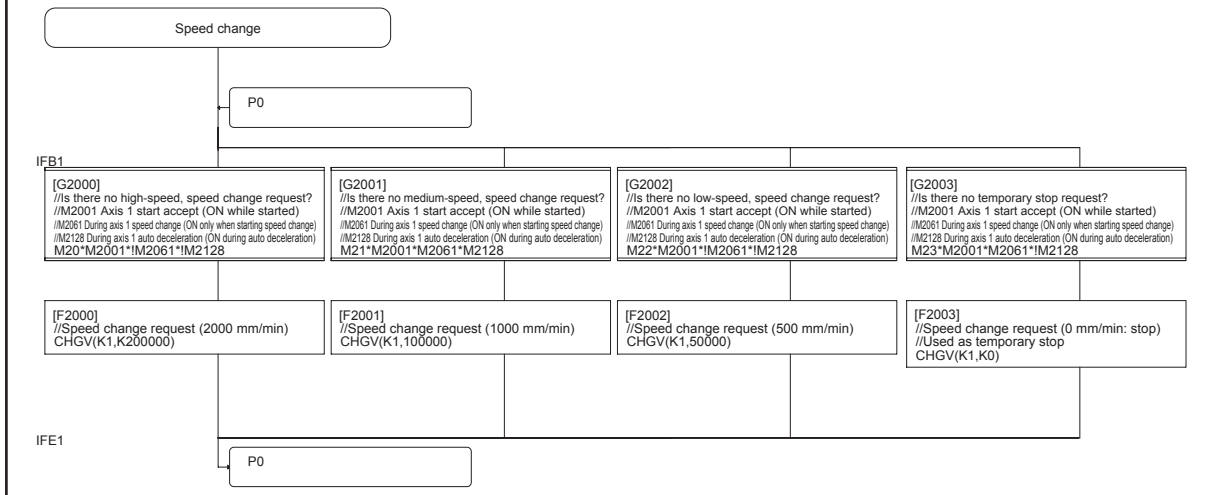 Speed change
P0
IFB1
[G2000]
//Is there no high-speed, speed change request?
//M2001 Axis 1 start accept (ON while started)
//M2061 During axis 1 speed change (ON only when starting speed change)
//M2128 During axis 1 auto deceleration (ON during auto deceleration)
M20*M2001*!M2061*!M2128
[G2001]
//Is there no medium-speed, speed change request?
//M2001 Axis 1 start accept (ON while started)
//M2061 During axis 1 speed change (ON only when starting speed change)
//M2128 During axis 1 auto deceleration (ON during auto deceleration)
M21*M2001*M2061*!M2128
[G2002]
//Is there no low-speed, speed change request?
//M2001 Axis 1 start accept (ON while started)
//M2061 During axis 1 speed change (ON only when starting speed change)
//M2128 During axis 1 auto deceleration (ON during auto deceleration)
M22*M2001*!M2061*!M2128
[G2003]
//Is there no temporary stop request?
//M2001 Axis 1 start accept (ON while started)
//M2061 During axis 1 speed change (ON only when starting speed change)
//M2128 During axis 1 auto deceleration (ON during auto deceleration)
M23*M2001*M2061*!M2128
[F2000]
//Speed change request (2000 mm/min)
CHGV(K1,K200000)
[F2001]
//Speed change request (1000 mm/min)
CHGV(K1,100000)
[F2002]
//Speed change request (500 mm/min)
CHGV(K1,50000)
[F2003]
//Speed change request (0 mm/min: stop)
//Used as temporary stop
CHGV(K1,K0)
IFE1
P0